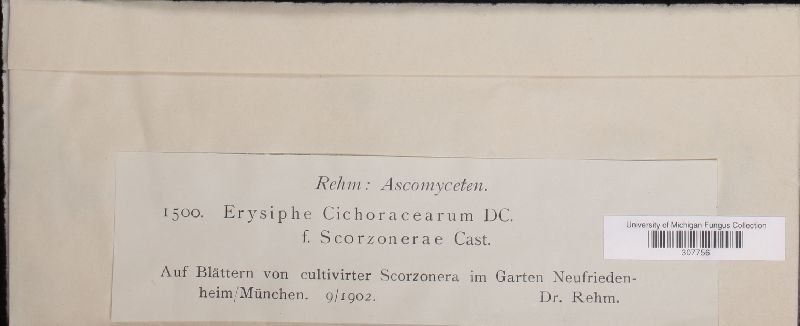 Rehm: Ascomyceten.
1500. Erysiphe Cichoracearum DC.
f. Scorzonerae Cast.
Auf Blättern von cultivirter Scorzonera im Garten Neufrieden-
heim/München. 9/1902. Dr. Rehm.
University of Michigan Fungus Collection
307756